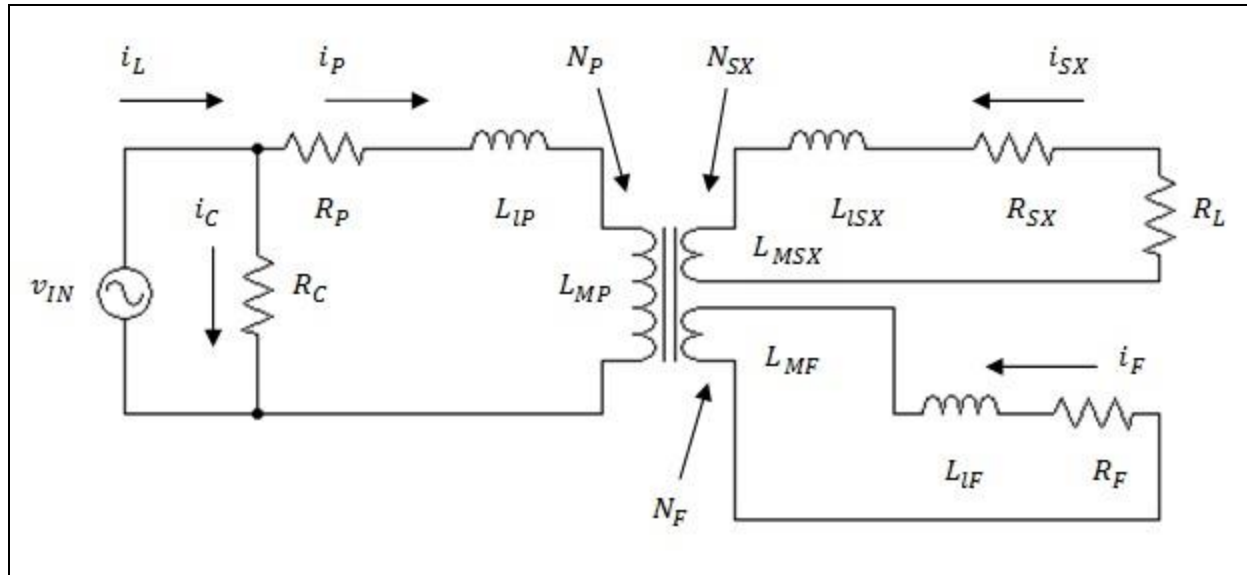 i_L
i_P
N_P
N_SX
i_SX
i_C
R_P
L_lP
L_lSX
R_SX
R_L
v_IN
R_C
L_MP
L_MSX
L_MF
i_F
L_lF
R_F
N_F